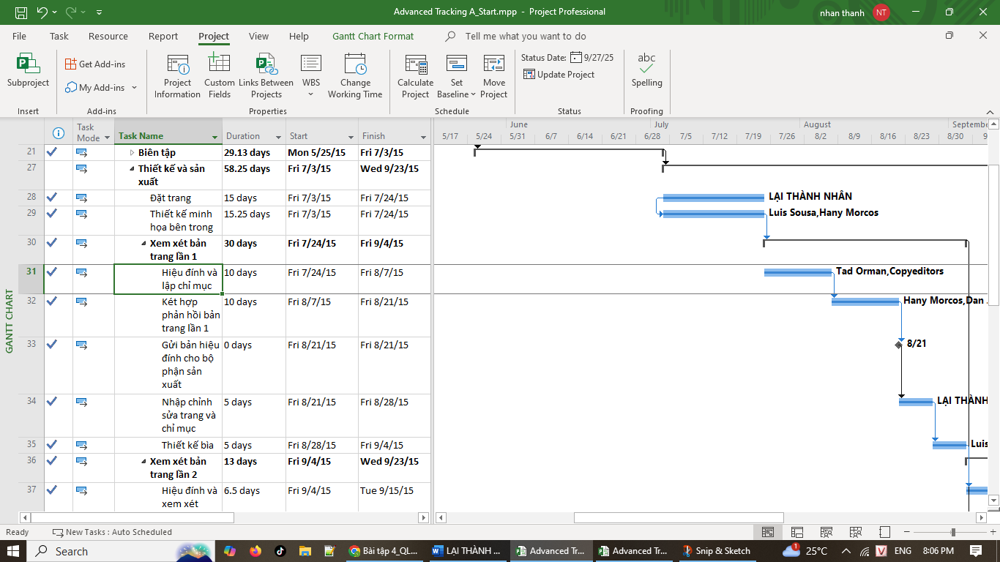 Advanced Tracking A_Start.mpp - Project Professional
nhan thanh NT
File Task Resource Report Project View Help Gantt Chart Format Tell me what you want to do
Subproject
Insert
Get Add-ins
My Add-ins
Add-ins
Project Information
Custom Fields
Links Between Projects
WBS
Change Working Time
Properties
Calculate Project
Set Baseline
Move Project
Schedule
Status Date: 9/27/25
Update Project
Status
abc
Spelling
Proofing
Task Mode Task Name Duration Start Finish
June July August Septembe
5/17 5/24 5/31 6/7 6/14 6/21 6/28 7/5 7/12 7/19 7/26 8/2 8/9 8/16 8/23 8/30 9/6
GANTT CHART
21 Biên tập 29.13 days Mon 5/25/15 Fri 7/3/15
27 Thiết kế và sản 58.25 days Fri 7/3/15 Wed 9/23/15
xuất
28 Đặt trang 15 days Fri 7/3/15 Fri 7/24/15 LẠI THÀNH NHÂN
29 Thiết kế minh 15.25 days Fri 7/3/15 Fri 7/24/15 Luis Sousa,Hany Morcos
họa bên trong
30 Xem xét bản 30 days Fri 7/24/15 Fri 9/4/15
trang lần 1
31 Hiệu đính và 10 days Fri 7/24/15 Fri 8/7/15 Tad Orman,Copyeditors
lập chỉ mục
32 Két hợp 10 days Fri 8/7/15 Fri 8/21/15 Hany Morcos,Dan
phản hồi bản
trang lần 1
33 Gửi bản hiệu 0 days Fri 8/21/15 Fri 8/21/15 8/21
đính cho bộ
phận sản
xuất
34 Nhập chỉnh 5 days Fri 8/21/15 Fri 8/28/15 LẠI THÀNH
sửa trang và
chỉ mục
35 Thiết kế bìa 5 days Fri 8/28/15 Fri 9/4/15 Luis
36 Xem xét bản 13 days Fri 9/4/15 Wed 9/23/15
trang lần 2
37 Hiệu đính và 6.5 days Fri 9/4/15 Tue 9/15/15
xem xét
Ready New Tasks : Auto Scheduled
Search Bài tập 4_QL... LẠI THÀNH ... Advanced Tr... Advanced Tr... Snip & Sketch 1 25°C V ENG 8:06 PM